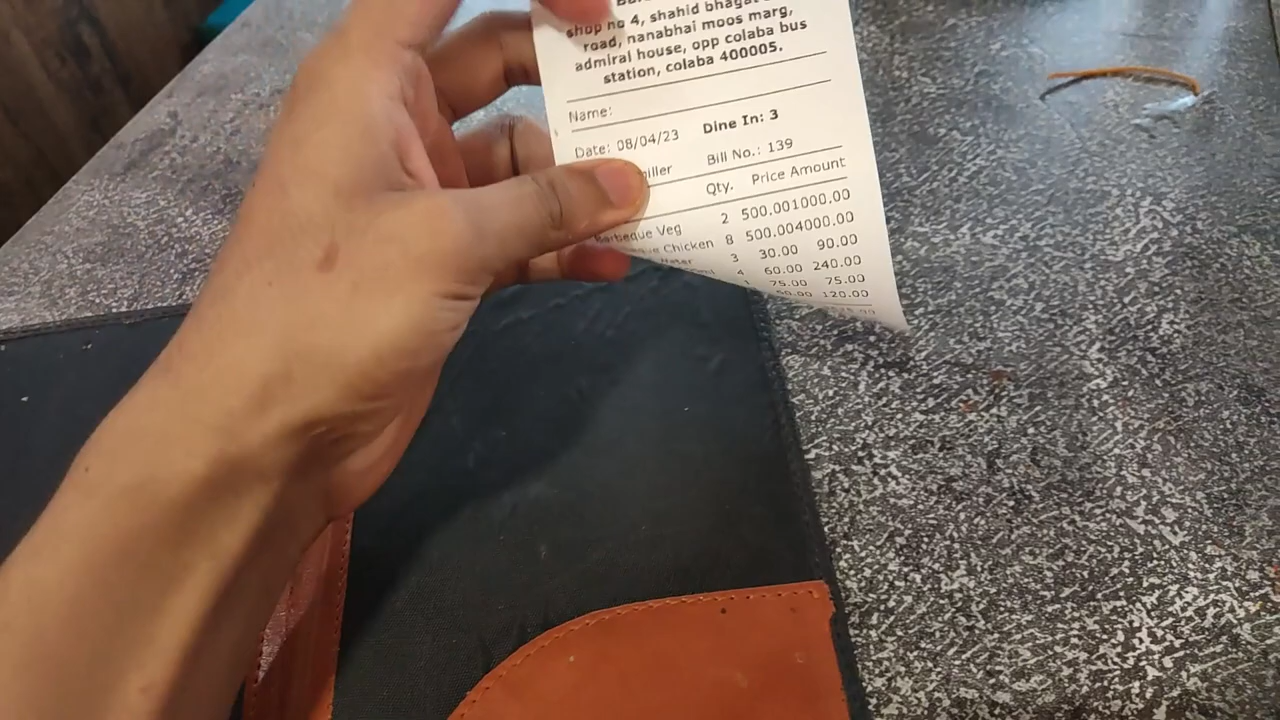 shop no 4, shahid bhagat
road, nanabhai moos marg,
admiral house, opp colaba bus
station, colaba 400005.
Name:
Date: 08/04/23 Dine In: 3
iller Bill No.: 139
Qty. Price Amount
Barbeque Veg 2 500.00 1000.00
Chicken 8 500.00 4000.00
3 30.00 90.00
4 60.00 240.00
1 75.00 75.00
120.00